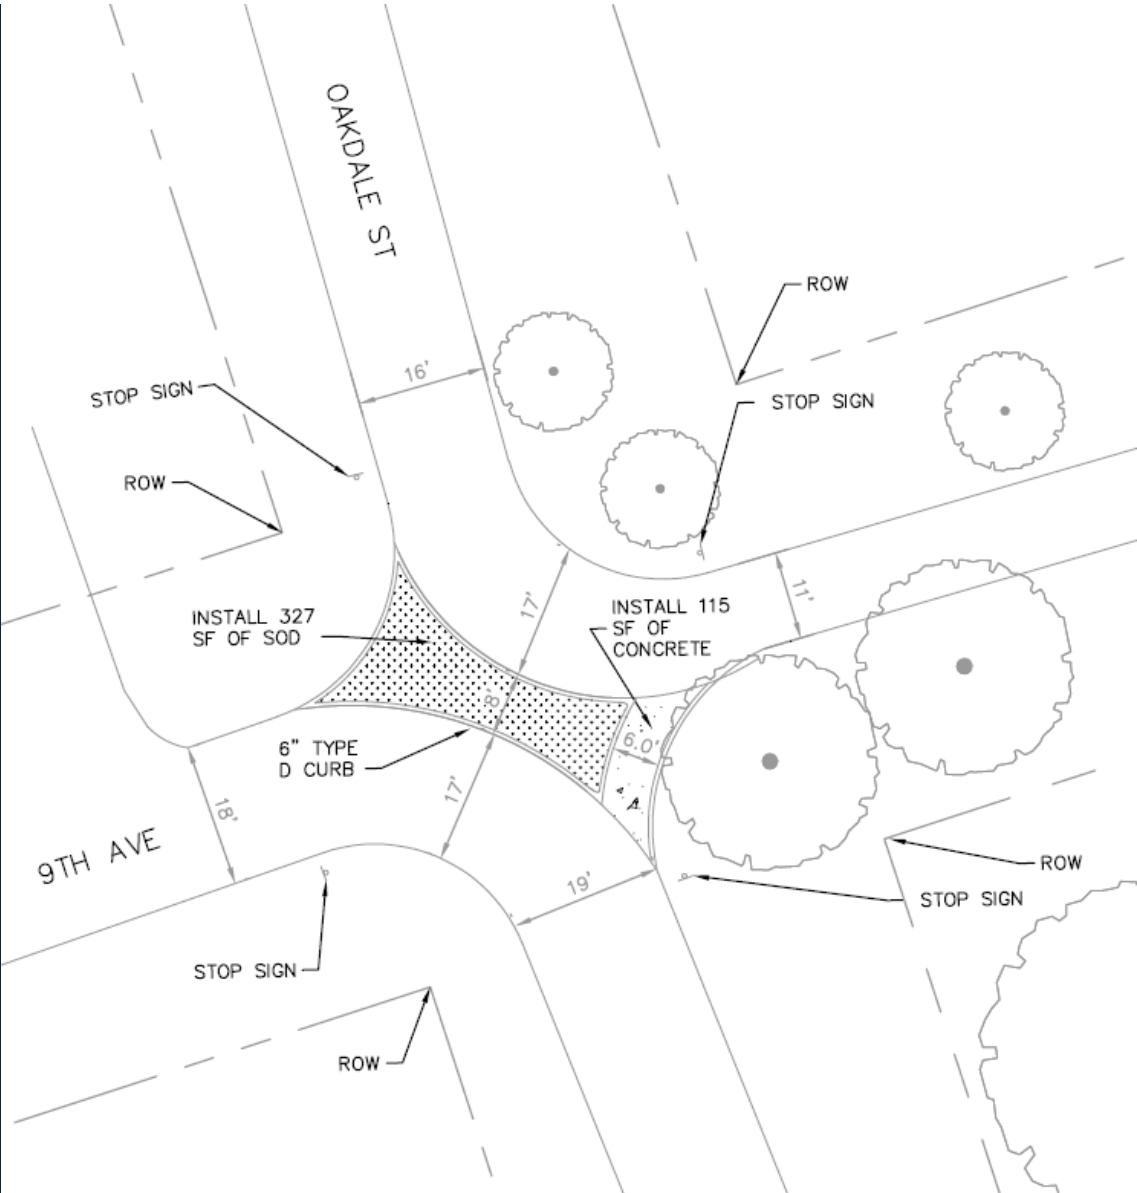 OAKDALE ST
ROW
16'
STOP SIGN
STOP SIGN
ROW
11'
17'
INSTALL 327
SF OF SOD
INSTALL 115
SF OF
CONCRETE
8'
6.0'
6" TYPE
D CURB
17'
18'
9TH AVE
19'
ROW
STOP SIGN
STOP SIGN
ROW